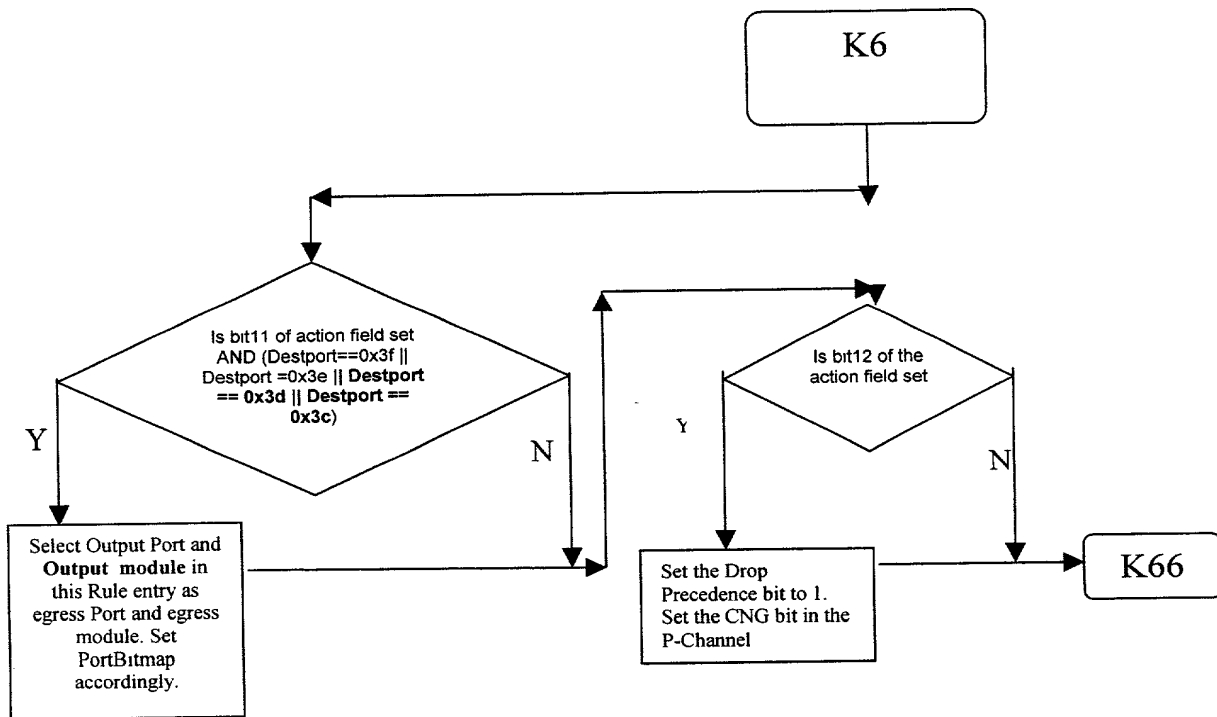 K6
Is bit11 of action field set
AND (Destport==0x3f ||
Destport =0x3e || Destport
== 0x3d || Destport ==
0x3c)
Y
N
Select Output Port and
Output module in
this Rule entry as
egress Port and egress
module. Set
PortBitmap
accordingly.
Is bit12 of the
action field set
Y
N
Set the Drop
Precedence bit to 1.
Set the CNG bit in the
P-Channel
K66